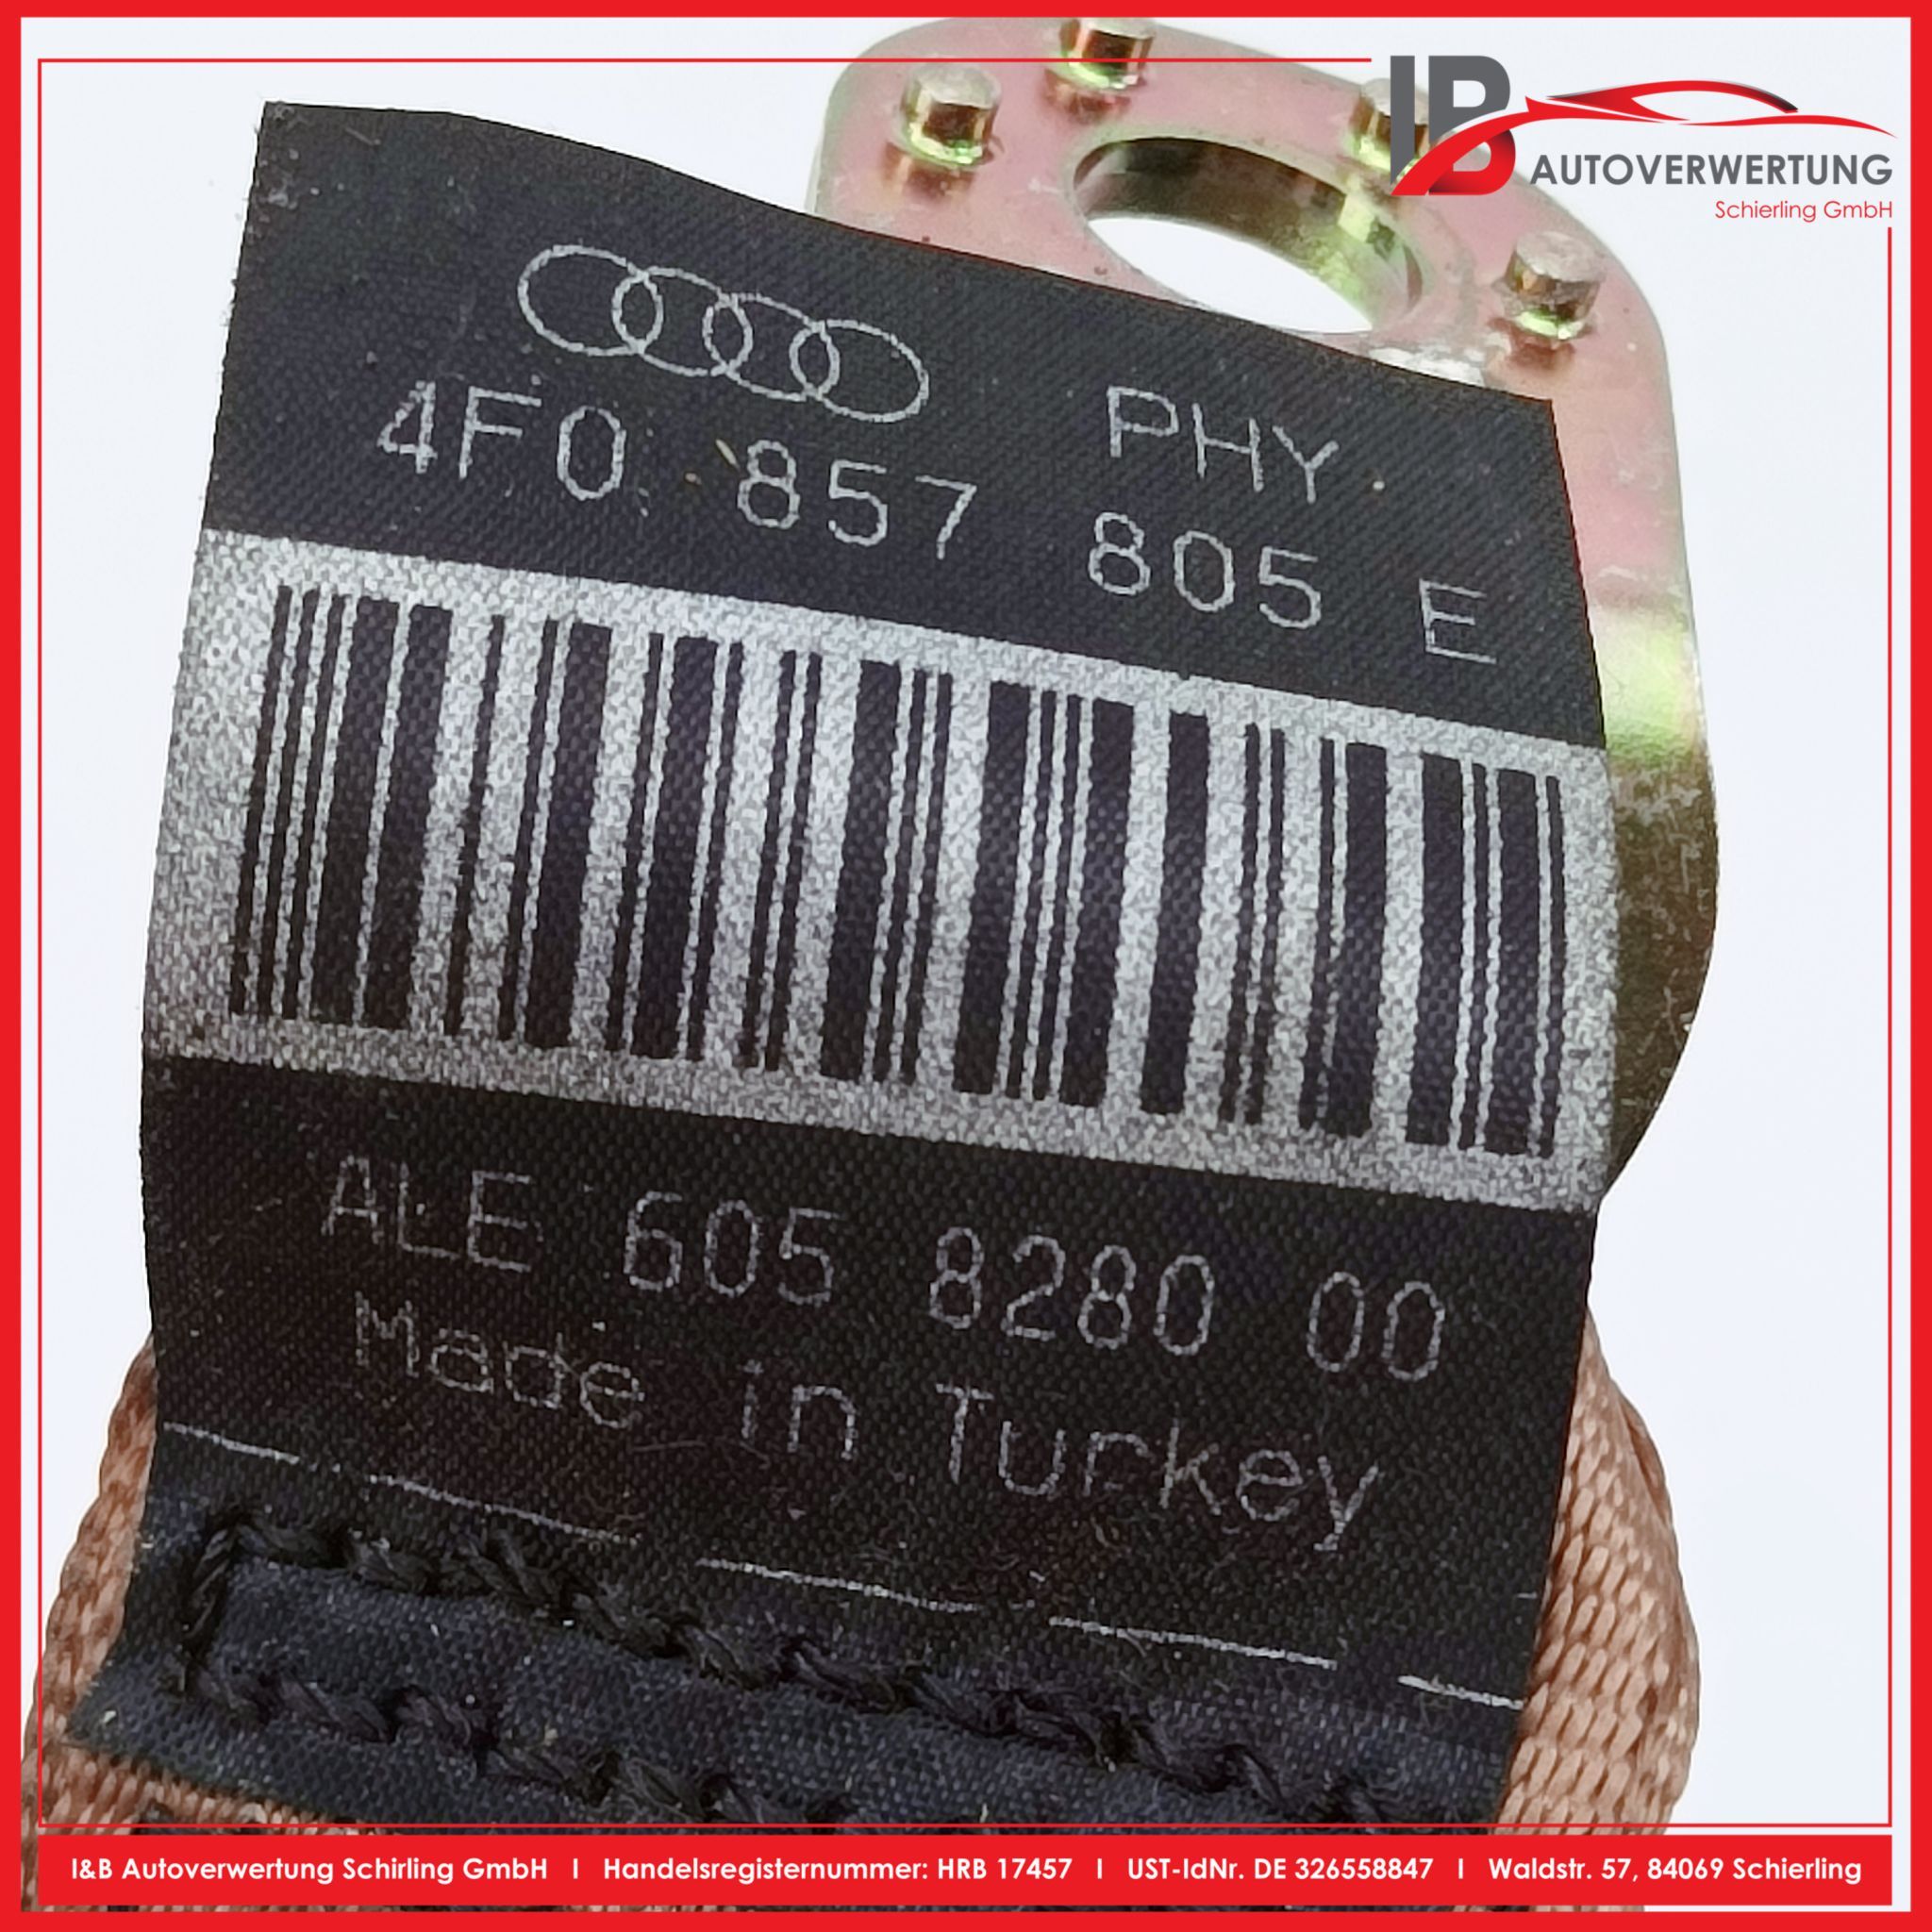 IB
AUTOVERWERTUNG
Schierling GmbH
PHY
4F0 857 805 E
ALE 605 8280 00
Made in Turkey
I&B Autoverwertung Schirling GmbH I Handelsregisternummer: HRB 17457 I UST-IdNr. DE 326558847 I Waldstr. 57, 84069 Schierling